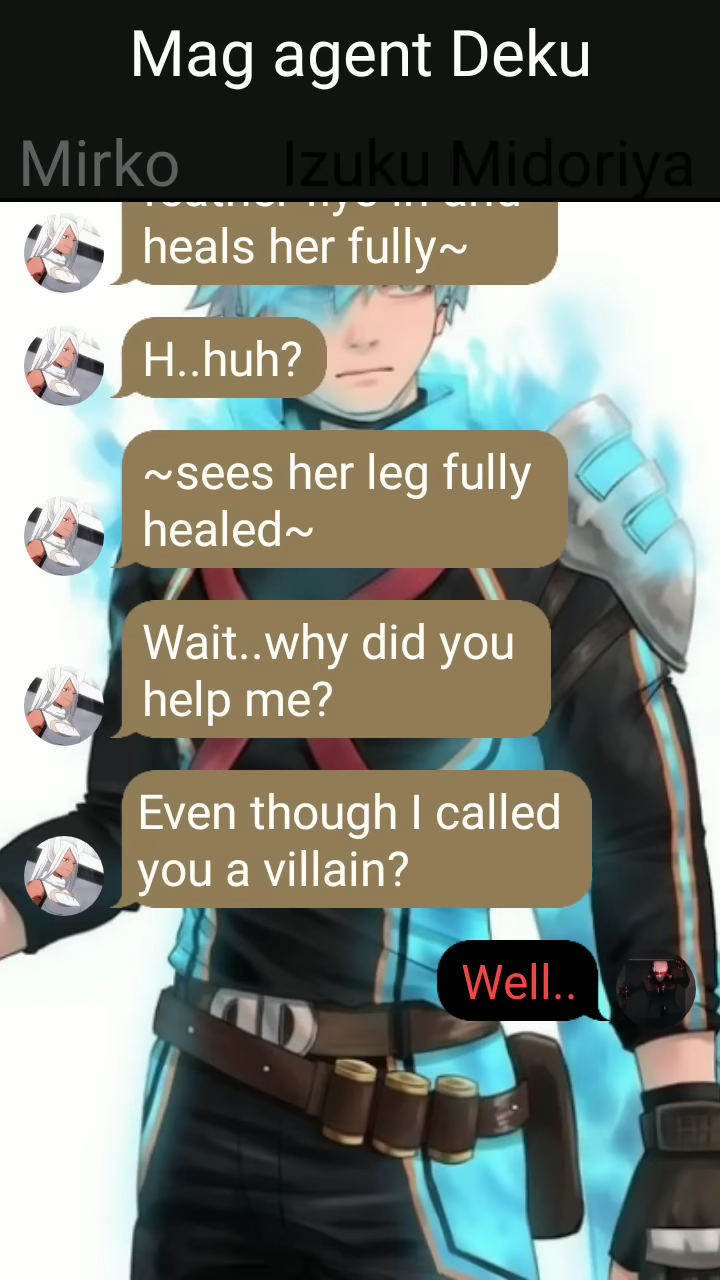 Mag agent Deku
Mirko Izuku Midoriya
heals her fully~
H..huh?
~sees her leg fully
healed~
Wait..why did you
help me?
Even though I called
you a villain?
Well..